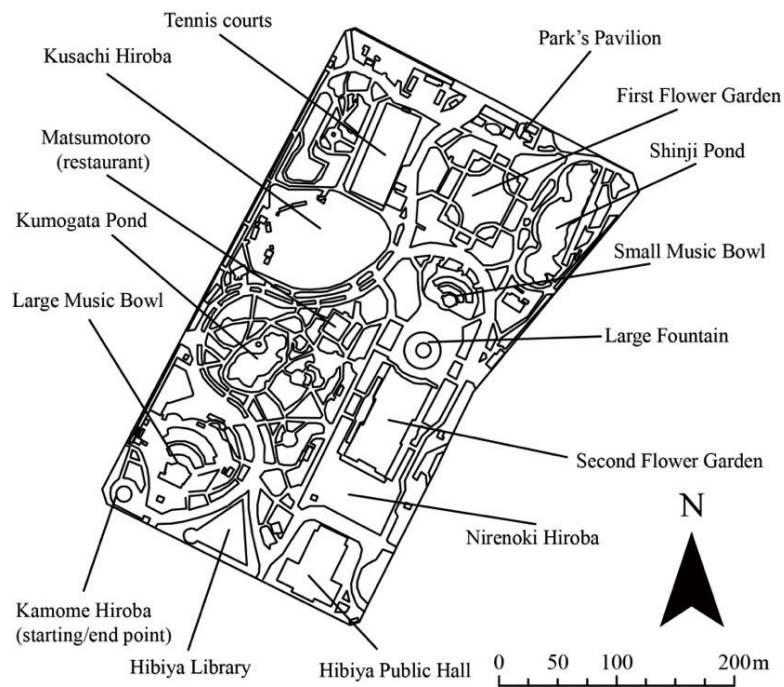 Tennis courts
Kusachi Hiroba
Matsumotoro
(restaurant)
Kumogata Pond
Large Music Bowl
Park's Pavilion
First Flower Garden
Shinji Pond
Small Music Bowl
Large Fountain
Second Flower Garden
Nirenoki Hiroba
N
Kamome Hiroba
(starting/end point)
Hibiya Library
Hibiya Public Hall
0 50 100 200m